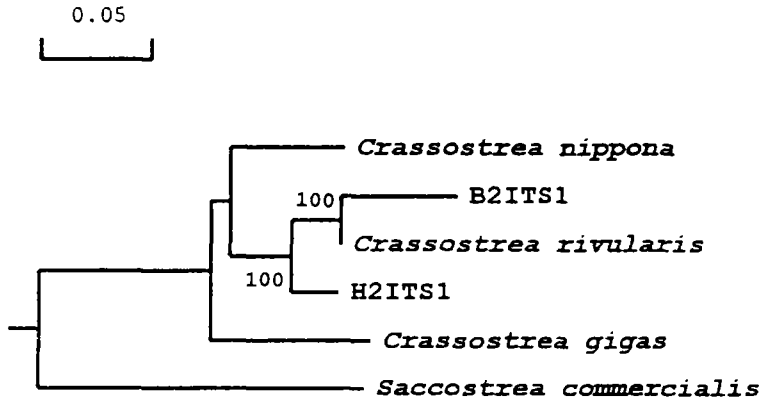 0.05
Crassostrea nippona
100
B2ITS1
Crassostrea rivularis
100
H2ITS1
Crassostrea gigas
Saccostrea commercialis